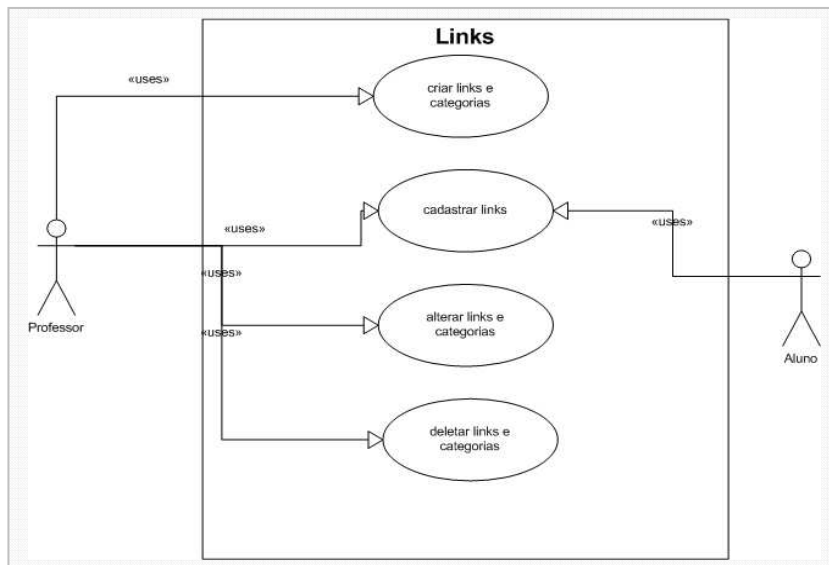 Links
«uses»
criar links e
categorias
cadastrar links
«uses»
«uses»
«uses»
alterar links e
categorias
«uses»
Professor
Aluno
deletar links e
categorias